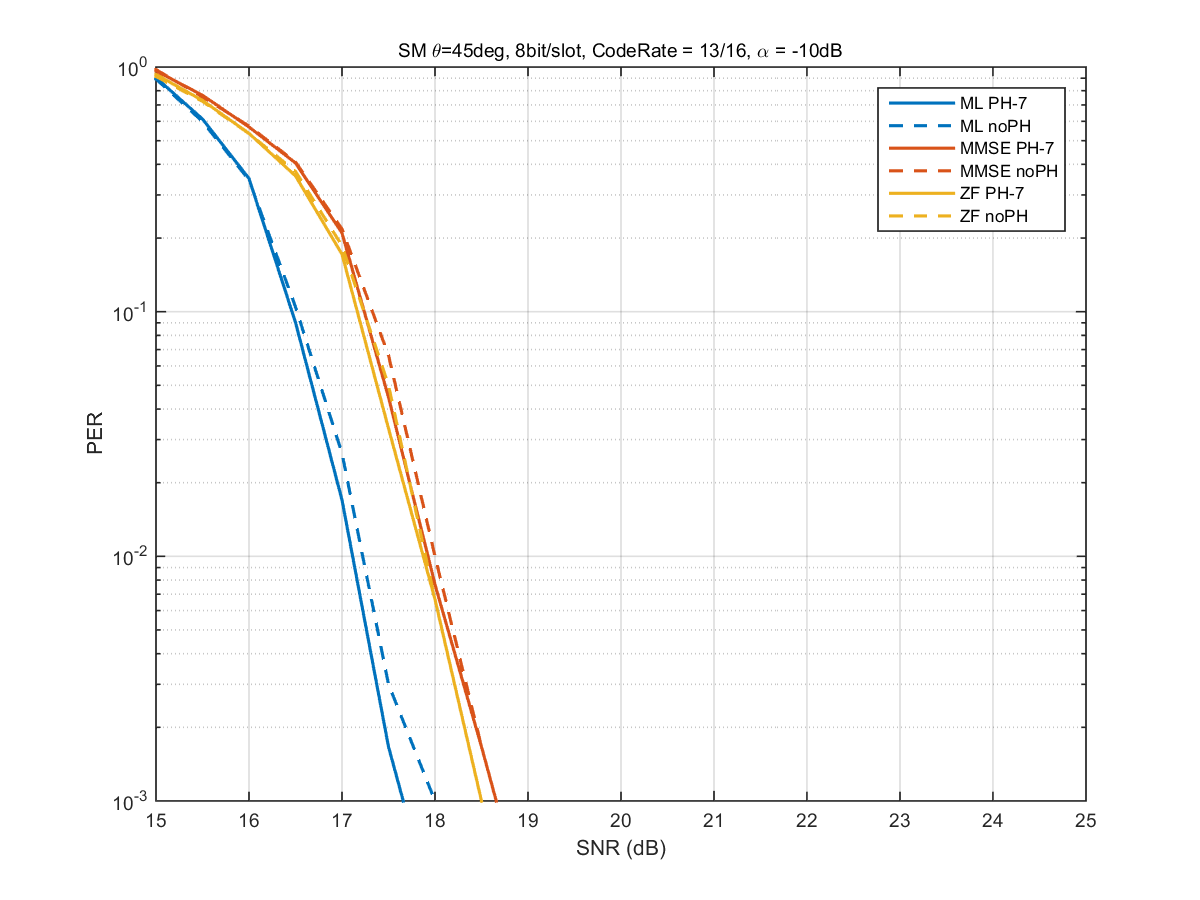 SM θ=45deg, 8bit/slot, CodeRate = 13/16, α = -10dB
10^0
10^-1
10^-2
10^-3
PER
ML PH-7
ML noPH
MMSE PH-7
MMSE noPH
ZF PH-7
ZF noPH
15 16 17 18 19 20 21 22 23 24 25
SNR (dB)